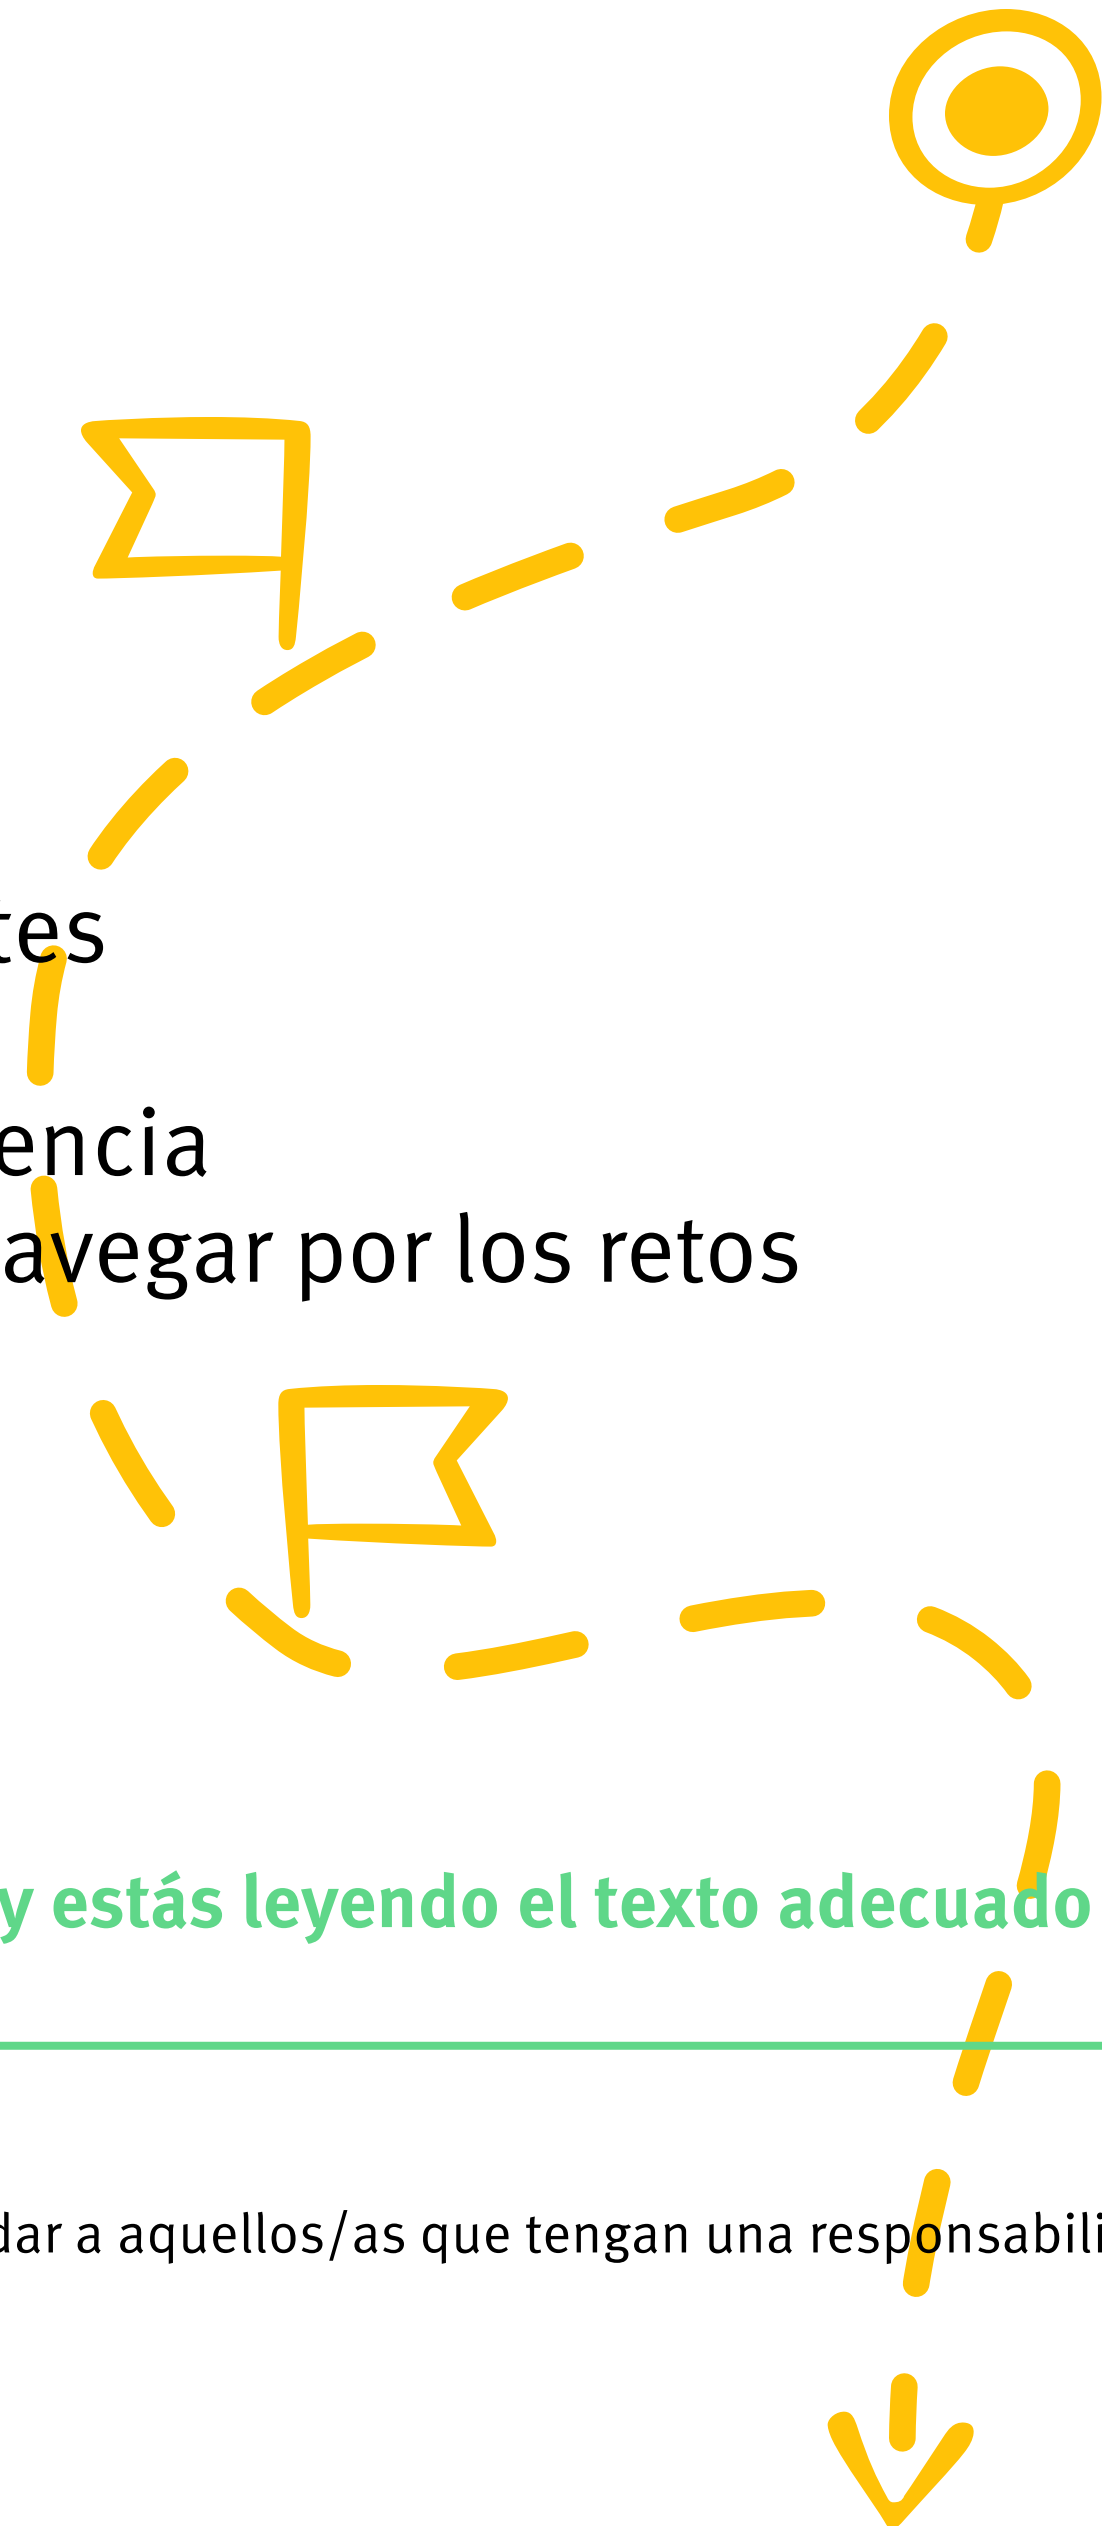 tes
encia
avegar por los retos
y estás leyendo el texto adecuado
dar a aquellos/as que tengan una responsabili